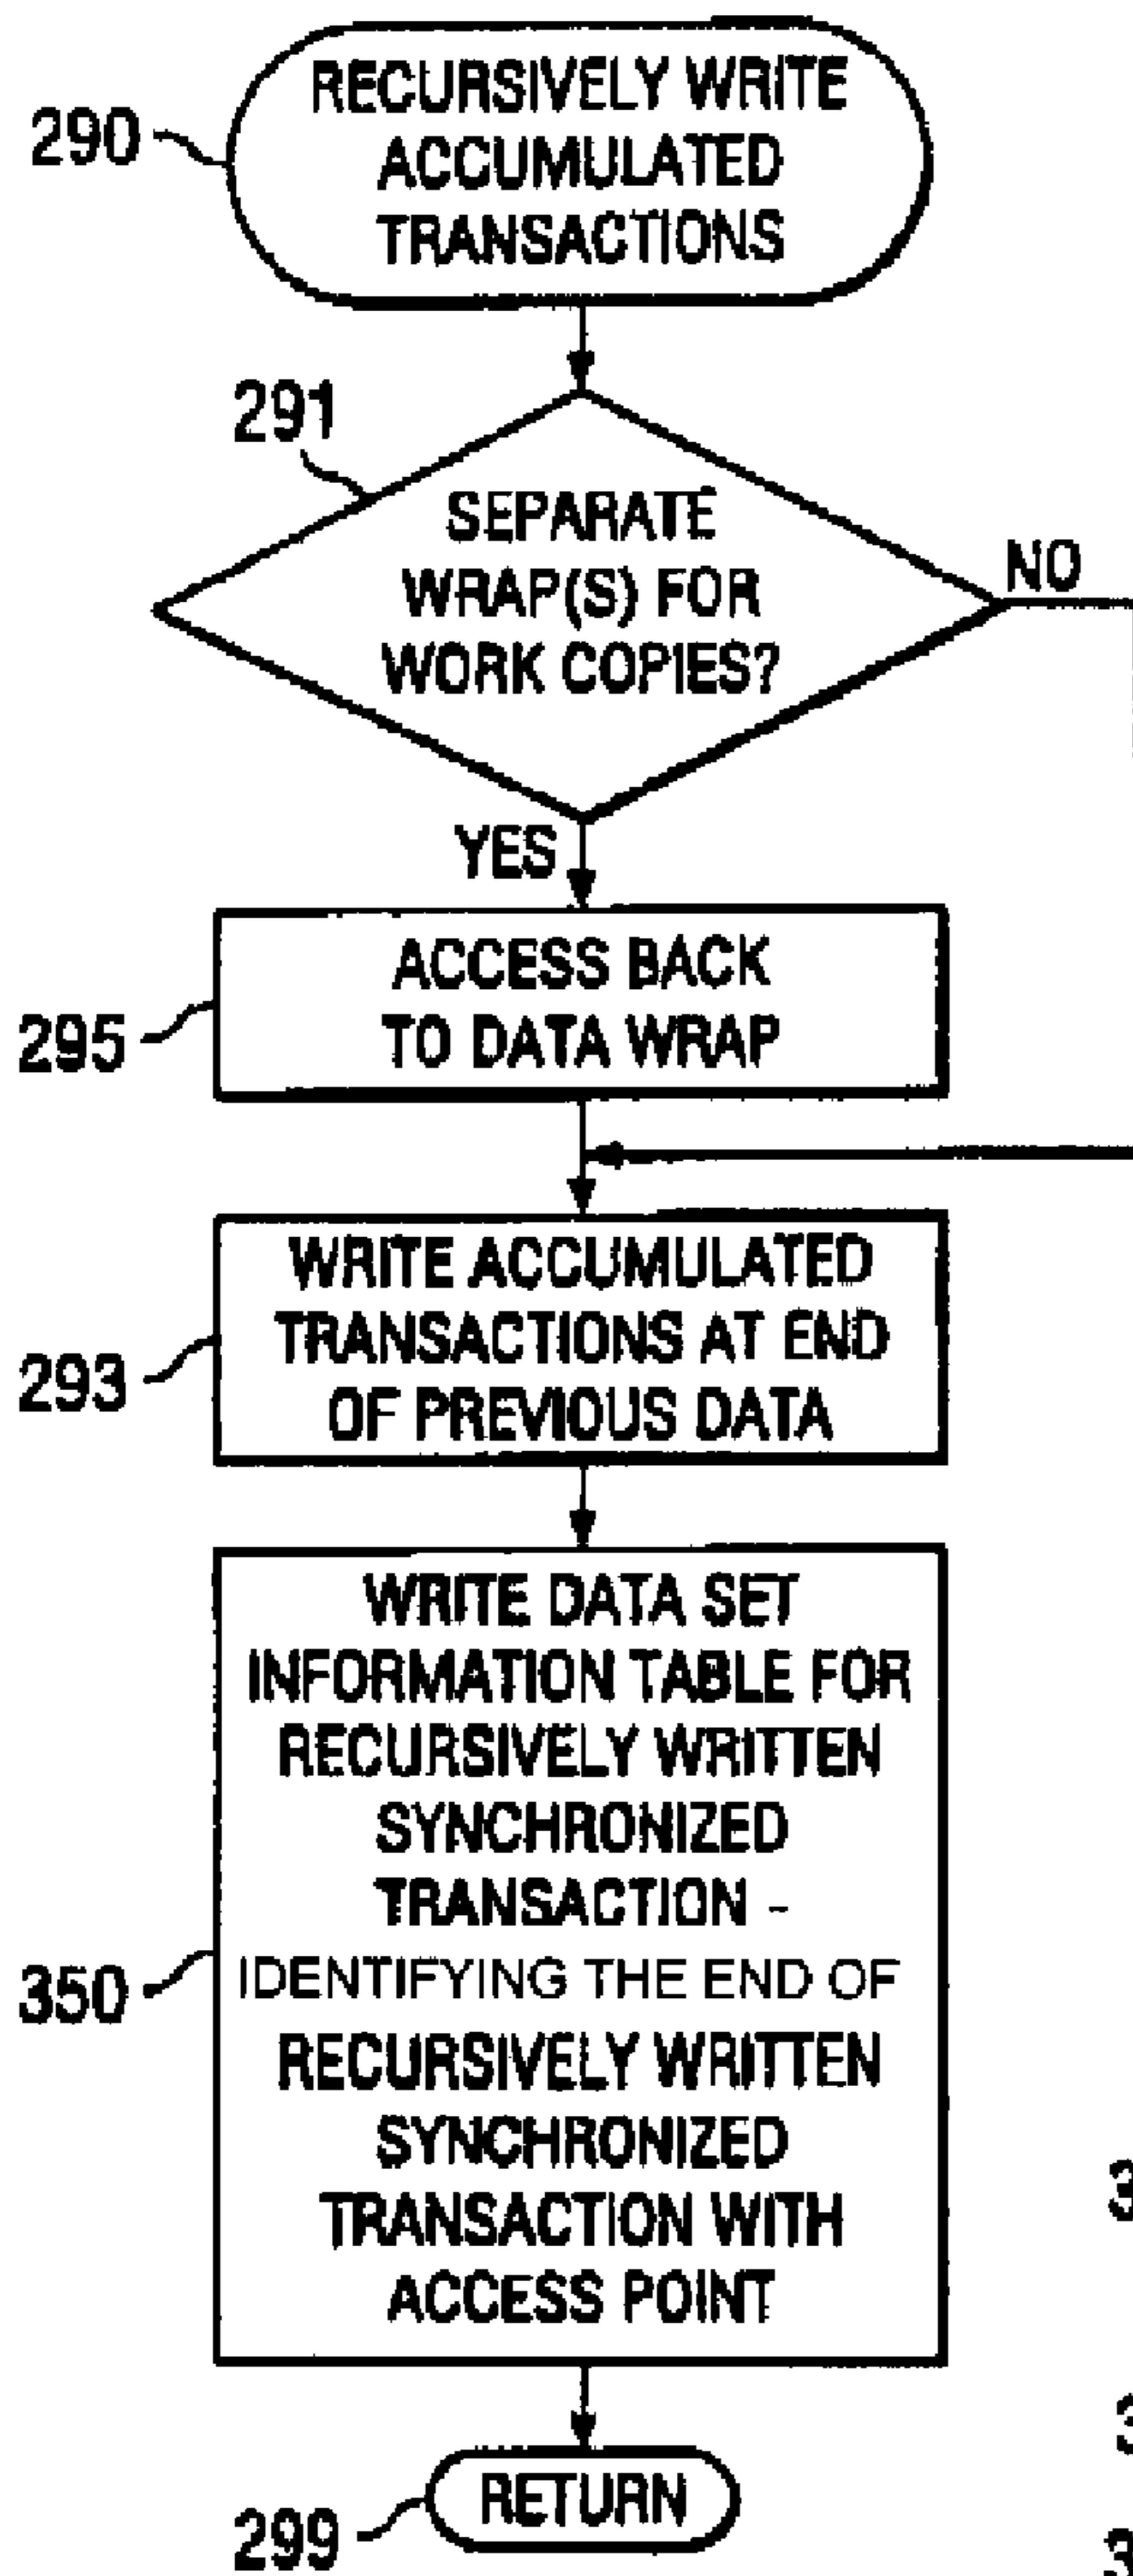 290
RECURSIVELY WRITE
ACCUMULATED
TRANSACTIONS
291
SEPARATE
WRAP(S) FOR
WORK COPIES?
NO
YES
295
ACCESS BACK
TO DATA WRAP
293
WRITE ACCUMULATED
TRANSACTIONS AT END
OF PREVIOUS DATA
350
WRITE DATA SET
INFORMATION TABLE FOR
RECURSIVELY WRITTEN
SYNCHRONIZED
TRANSACTION -
IDENTIFYING THE END OF
RECURSIVELY WRITTEN
SYNCHRONIZED
TRANSACTION WITH
ACCESS POINT
299
RETURN